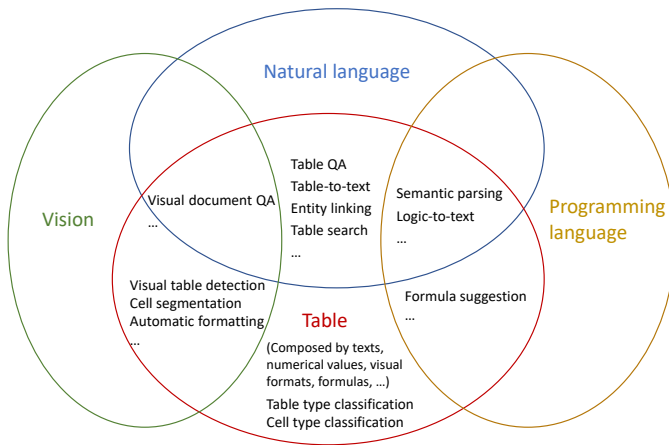 Natural language
Vision
Programming
language
Visual document QA
...
Table QA
Table-to-text
Entity linking
Table search
...
Semantic parsing
Logic-to-text
...
Visual table detection
Cell segmentation
Automatic formatting
...
Formula suggestion
...
Table
(Composed by texts,
numerical values, visual
formats, formulas, ...)
Table type classification
Cell type classification